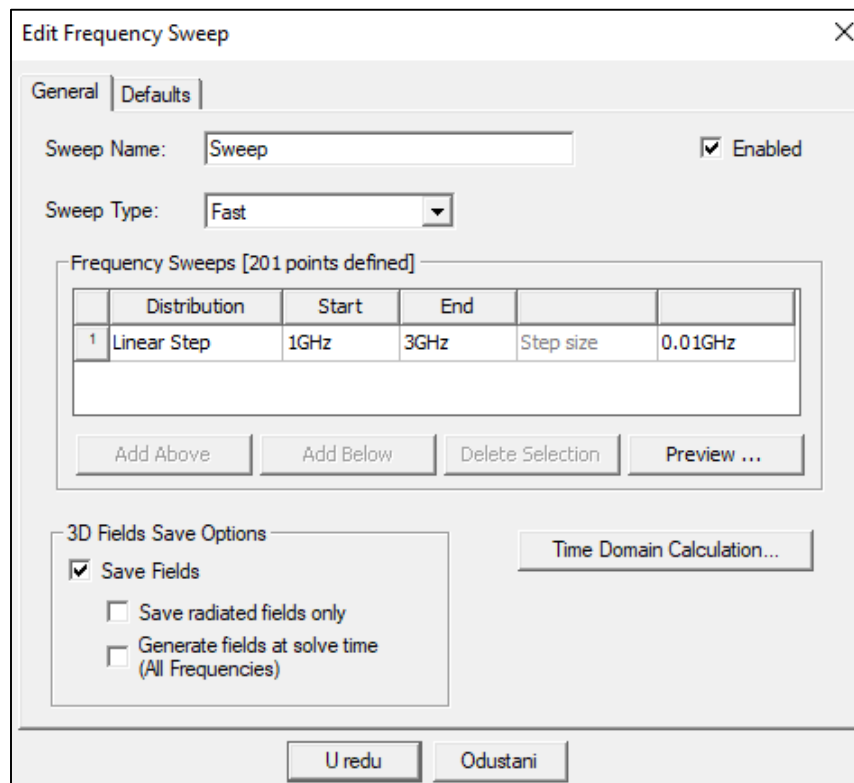 Edit Frequency Sweep
General Defaults
Sweep Name: Sweep Enabled
Sweep Type: Fast
Frequency Sweeps [201 points defined]
Distribution Start End
1 Linear Step 1GHz 3GHz Step size 0.01GHz
Add Above Add Below Delete Selection Preview ...
3D Fields Save Options
Time Domain Calculation...
Save Fields
Save radiated fields only
Generate fields at solve time
(All Frequencies)
U redu Odustani